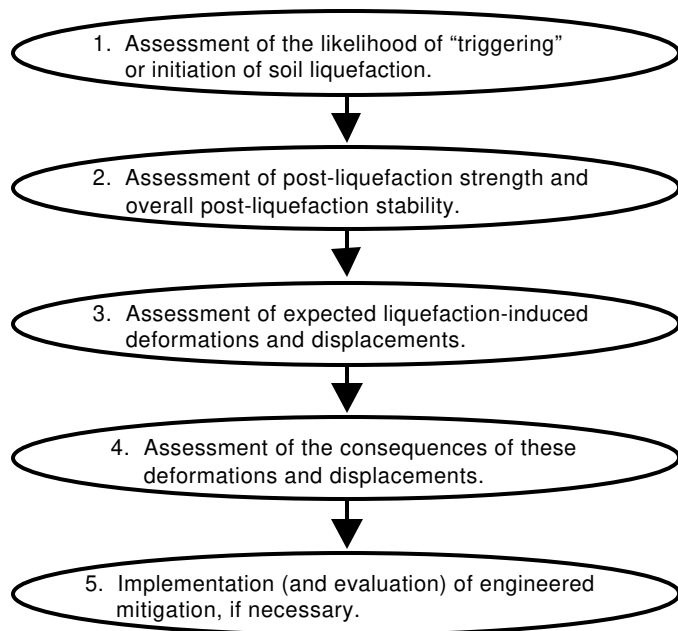 1. Assessment of the likelihood of “triggering”
or initiation of soil liquefaction.
2. Assessment of post-liquefaction strength and
overall post-liquefaction stability.
3. Assessment of expected liquefaction-induced
deformations and displacements.
4. Assessment of the consequences of these
deformations and displacements.
5. Implementation (and evaluation) of engineered
mitigation, if necessary.